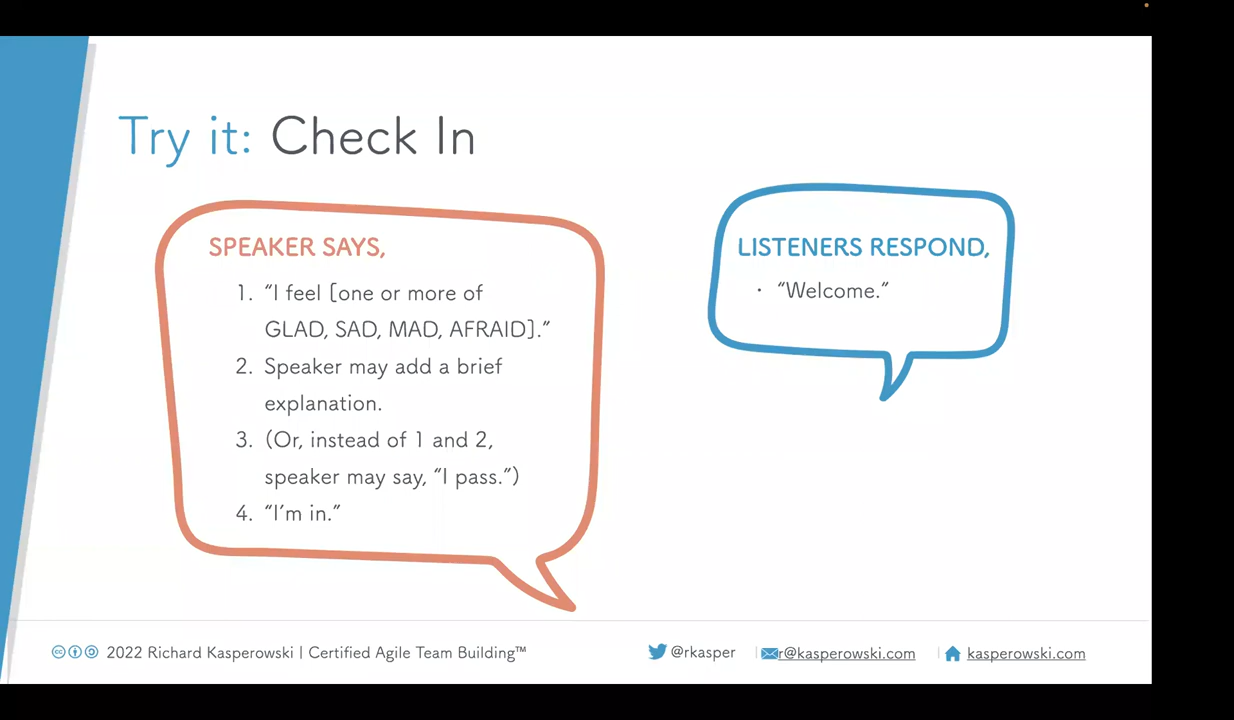 Try it: Check In
SPEAKER SAYS,
1. “I feel [one or more of
GLAD, SAD, MAD, AFRAID].”
2. Speaker may add a brief
explanation.
3. (Or, instead of 1 and 2,
speaker may say, “I pass.”)
4. “I’m in.”
LISTENERS RESPOND,
· “Welcome.”
2022 Richard Kasperowski | Certified Agile Team Building™
@rkasper | r@kasperowski.com | kasperowski.com